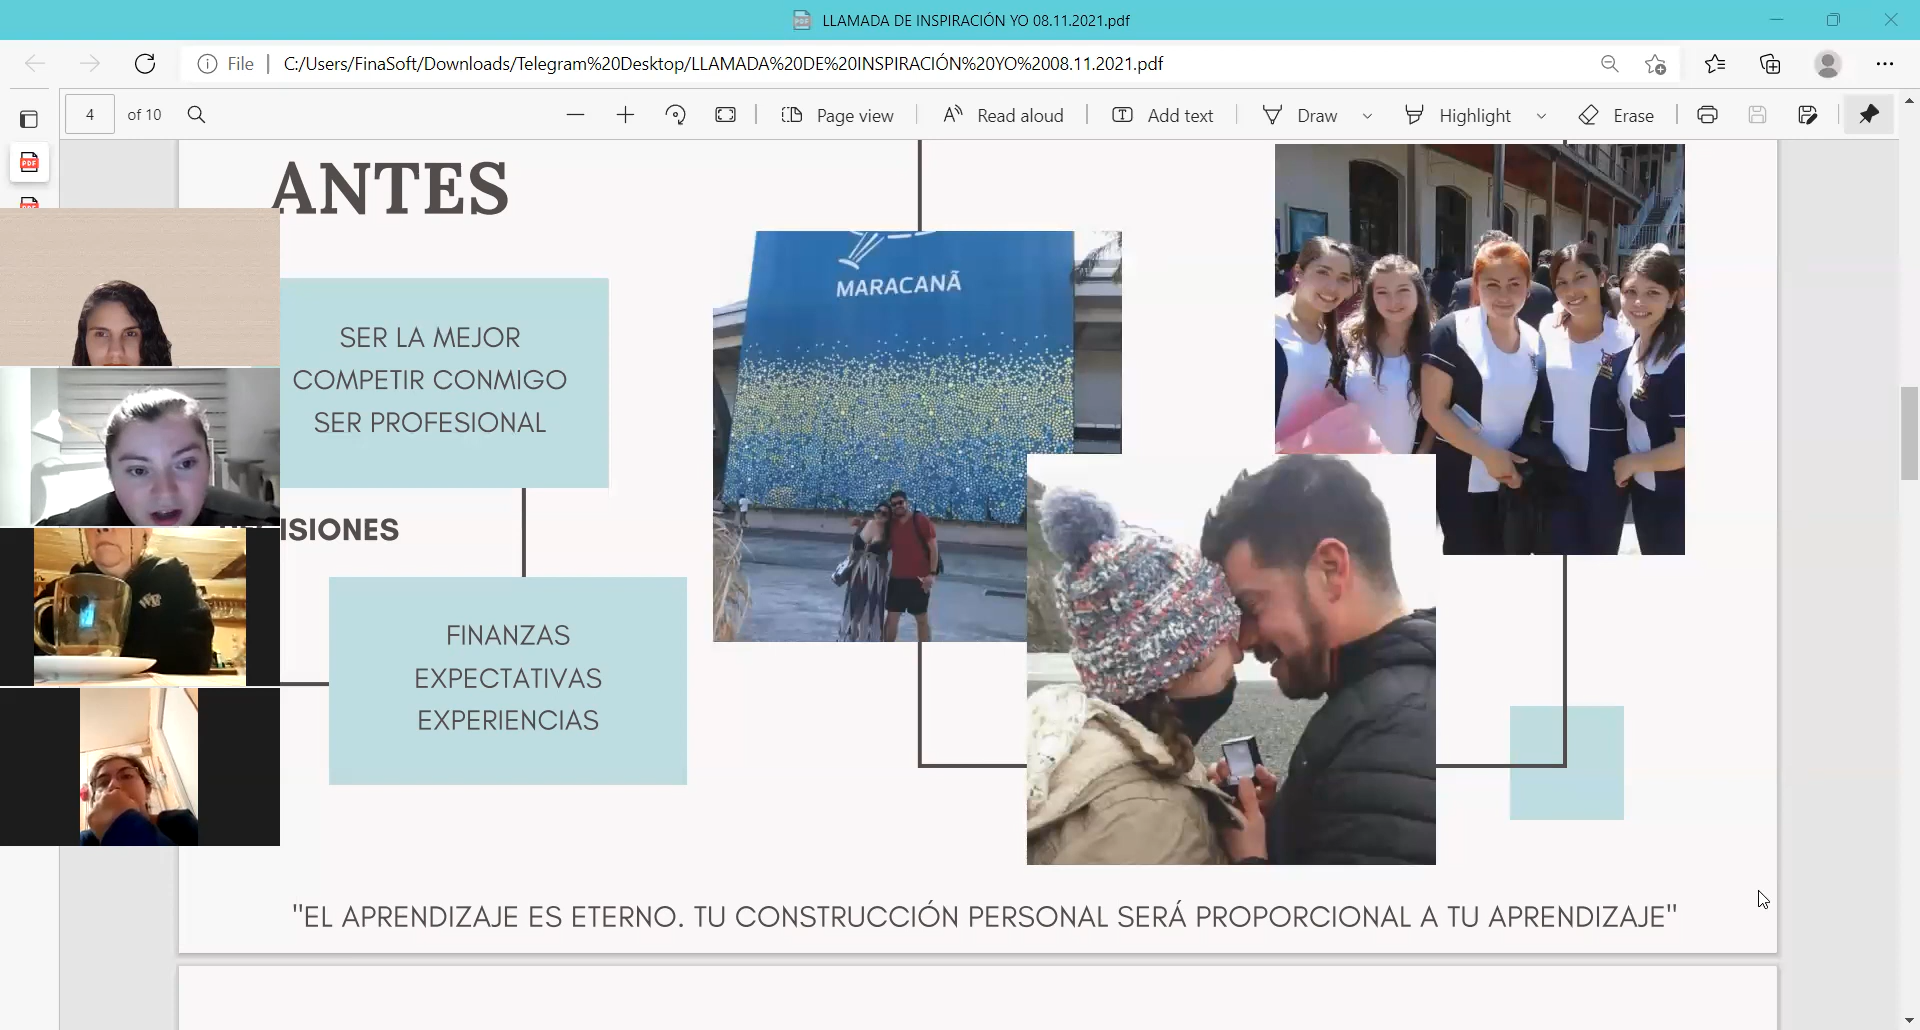 LLAMADA DE INSPIRACIÓN YO 08.11.2021.pdf
File
C:/Users/FinaSoft/Downloads/Telegram%20Desktop/LLAMADA%20DE%20INSPIRACIÓN%20YO%2008.11.2021.pdf
4 of 10
Page view
Read aloud
Add text
Draw
Highlight
Erase
ANTES
SER LA MEJOR
COMPETIR CONMIGO
SER PROFESIONAL
ISIONES
FINANZAS
EXPECTATIVAS
EXPERIENCIAS
MARACANÃ
"EL APRENDIZAJE ES ETERNO. TU CONSTRUCCIÓN PERSONAL SERÁ PROPORCIONAL A TU APRENDIZAJE"